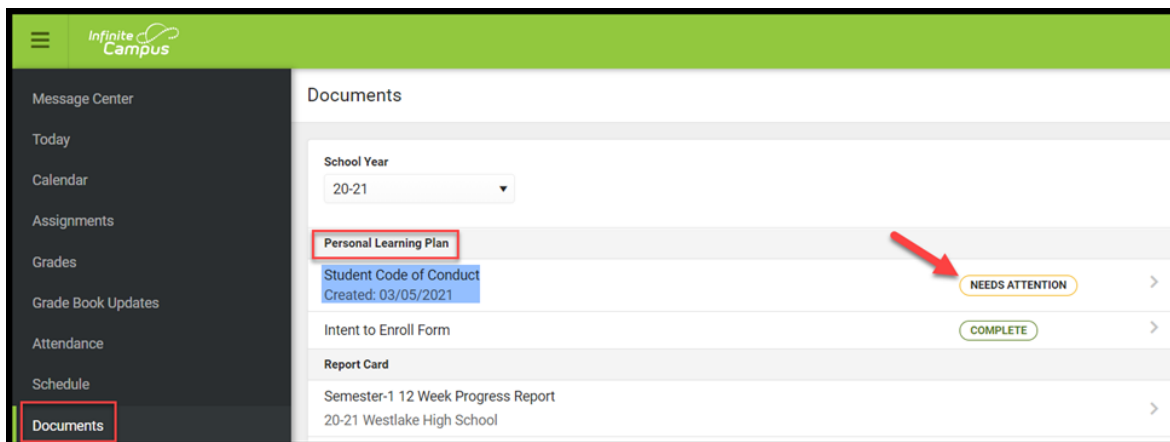 Infinite
Campus
Message Center
Today
Calendar
Assignments
Grades
Grade Book Updates
Attendance
Schedule
Documents
Documents
School Year
20-21
Personal Learning Plan
Student Code of Conduct
Created: 03/05/2021
NEEDS ATTENTION
Intent to Enroll Form
COMPLETE
Report Card
Semester-1 12 Week Progress Report
20-21 Westlake High School